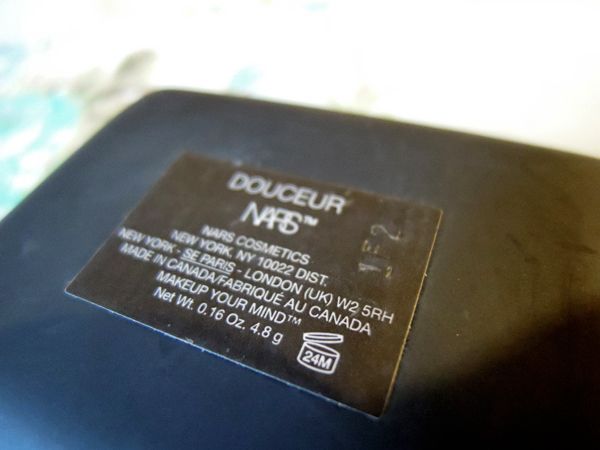 DOUCEUR
NARS™
NARS COSMETICS
NEW YORK, NY 10022 DIST.
NEW YORK - SE PARIS - LONDON (UK) W2 5RH
MADE IN CANADA/FABRIQUÉ AU CANADA
MAKEUP YOUR MIND™
Net Wt. 0.16 Oz. 4.8 g
24M